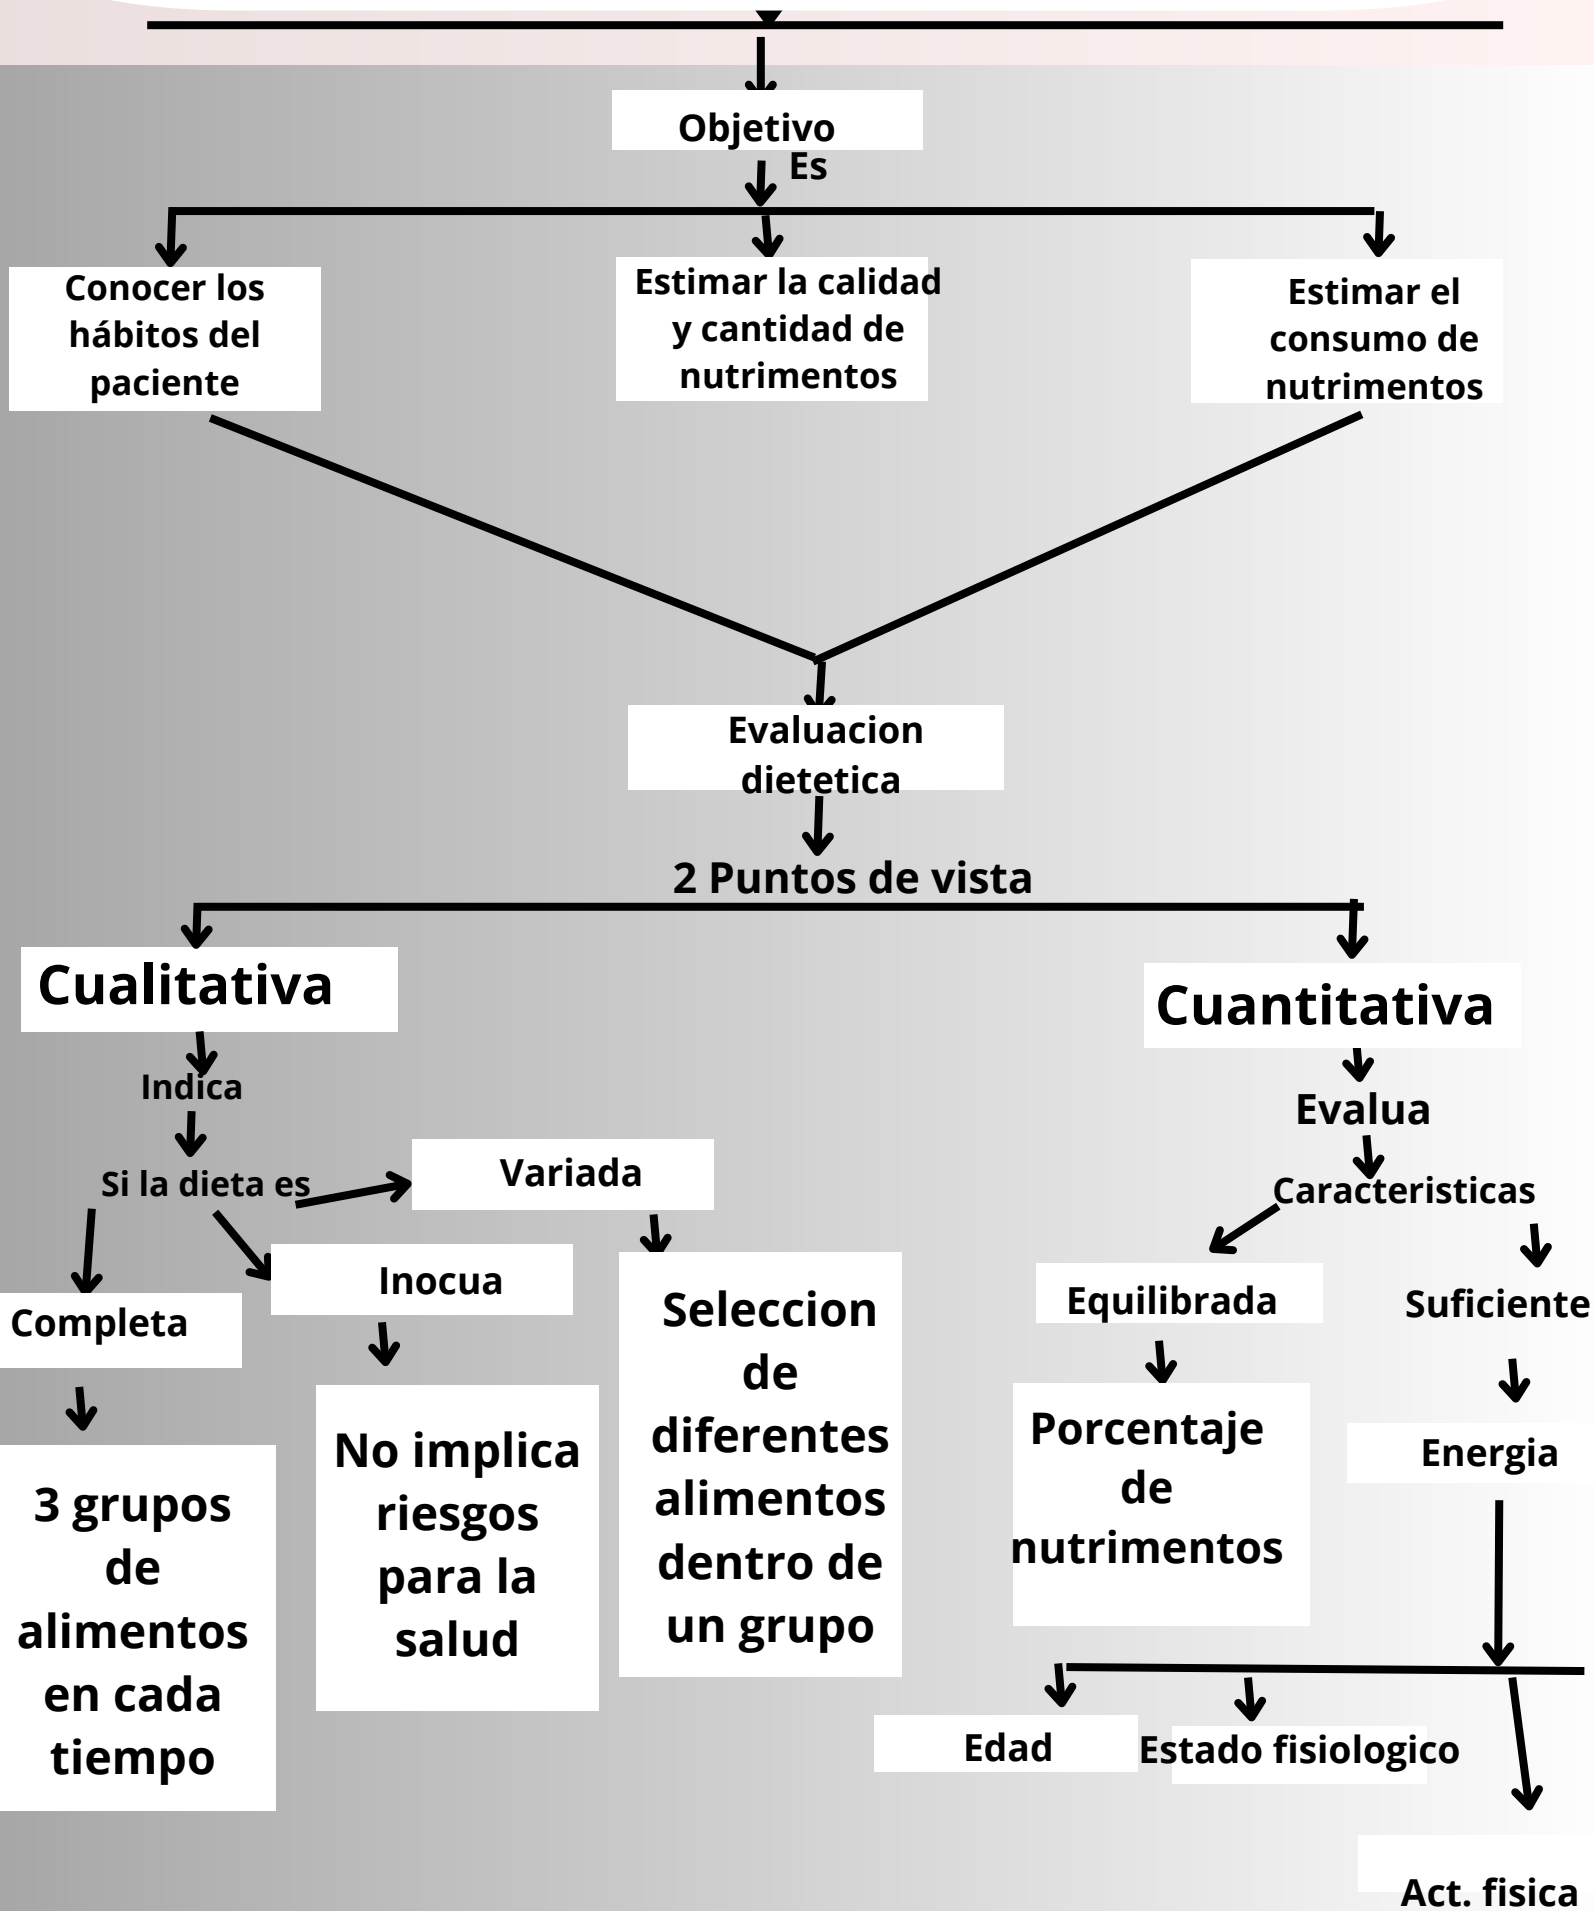 Objetivo
Es
Conocer los
hábitos del
paciente
Estimar la calidad
y cantidad de
nutrimentos
Estimar el
consumo de
nutrimentos
Evaluacion
dietetica
2 Puntos de vista
Cualitativa
Indica
Si la dieta es
Variada
Inocua
Completa
3 grupos
de
alimentos
en cada
tiempo
No implica
riesgos
para la
salud
Seleccion
de
diferentes
alimentos
dentro de
un grupo
Cuantitativa
Evalua
Caracteristicas
Equilibrada
Suficiente
Porcentaje
de
nutrimentos
Energia
Edad
Estado fisiologico
Act. fisica